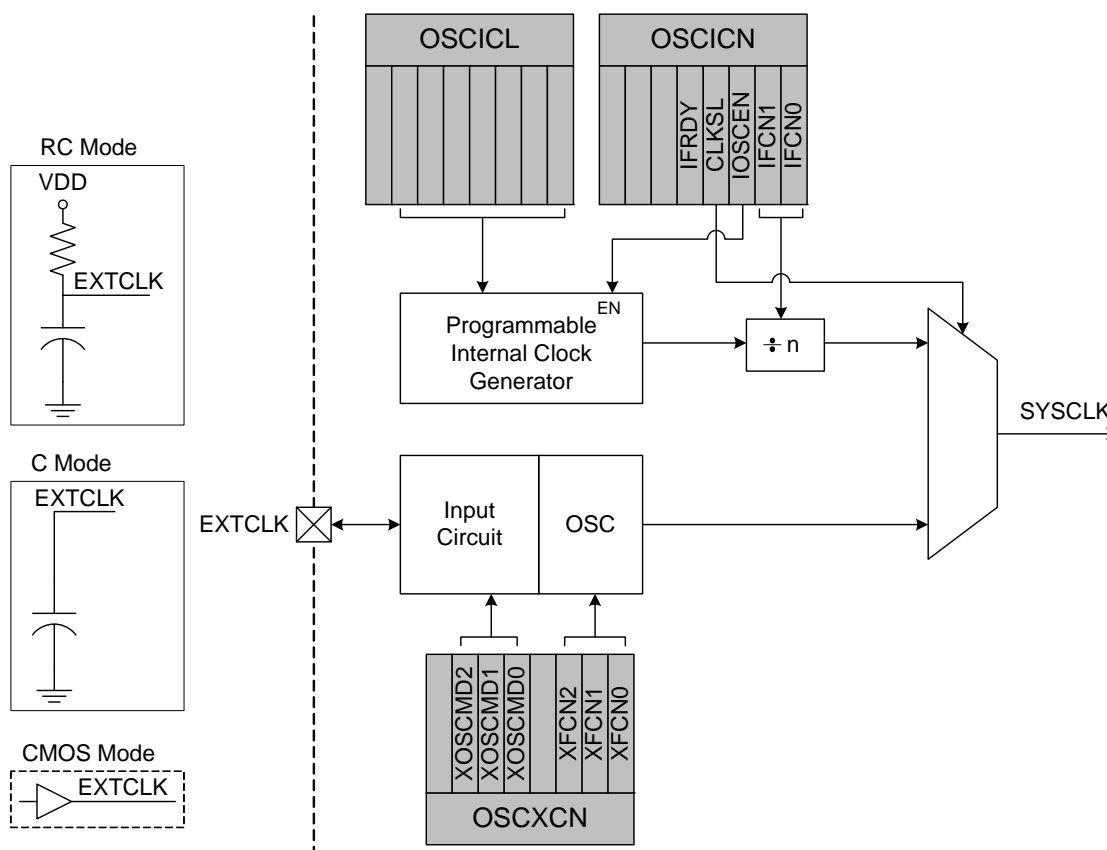 OSCICL
OSCICN
IFRDY
CLKSL
IOSCEN
IFCN1
IFCN0
RC Mode
VDD
EXTCLK
EN
Programmable
Internal Clock
Generator
÷ n
SYSCLK
C Mode
EXTCLK
EXTCLK
Input
Circuit
OSC
XOSCMD2
XOSCMD1
XOSCMD0
XFCN2
XFCN1
XFCN0
OSCXCN
CMOS Mode
EXTCLK